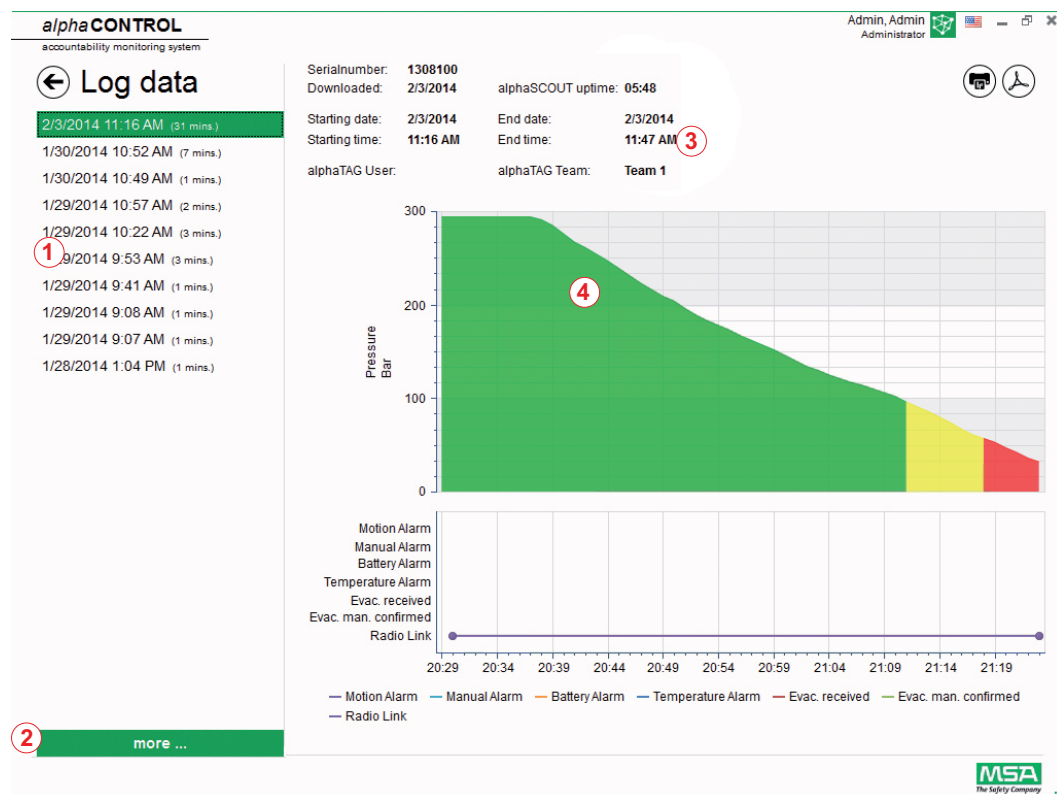 alphaCONTROL
accountability monitoring system
Admin, Admin
Administrator
Log data
2/3/2014 11:16 AM (31 mins.)
1/30/2014 10:52 AM (7 mins.)
1/30/2014 10:49 AM (1 mins.)
1/29/2014 10:57 AM (2 mins.)
1/29/2014 10:22 AM (3 mins.)
1
9/2014 9:53 AM (3 mins.)
1/29/2014 9:41 AM (1 mins.)
1/29/2014 9:08 AM (1 mins.)
1/29/2014 9:07 AM (1 mins.)
1/28/2014 1:04 PM (1 mins.)
2
more ...
Serialnumber: 1308100
Downloaded: 2/3/2014 alphaSCOUT uptime: 05:48
Starting date: 2/3/2014 End date: 2/3/2014
Starting time: 11:16 AM End time: 11:47 AM 3
alphaTAG User: alphaTAG Team: Team 1
300
200
100
0
Pressure
Bar
4
Motion Alarm
Manual Alarm
Battery Alarm
Temperature Alarm
Evac. received
Evac. man. confirmed
Radio Link
20:29 20:34 20:39 20:44 20:49 20:54 20:59 21:04 21:09 21:14 21:19
Motion Alarm Manual Alarm Battery Alarm Temperature Alarm Evac. received Evac. man. confirmed
Radio Link
MSA
The Safety Company